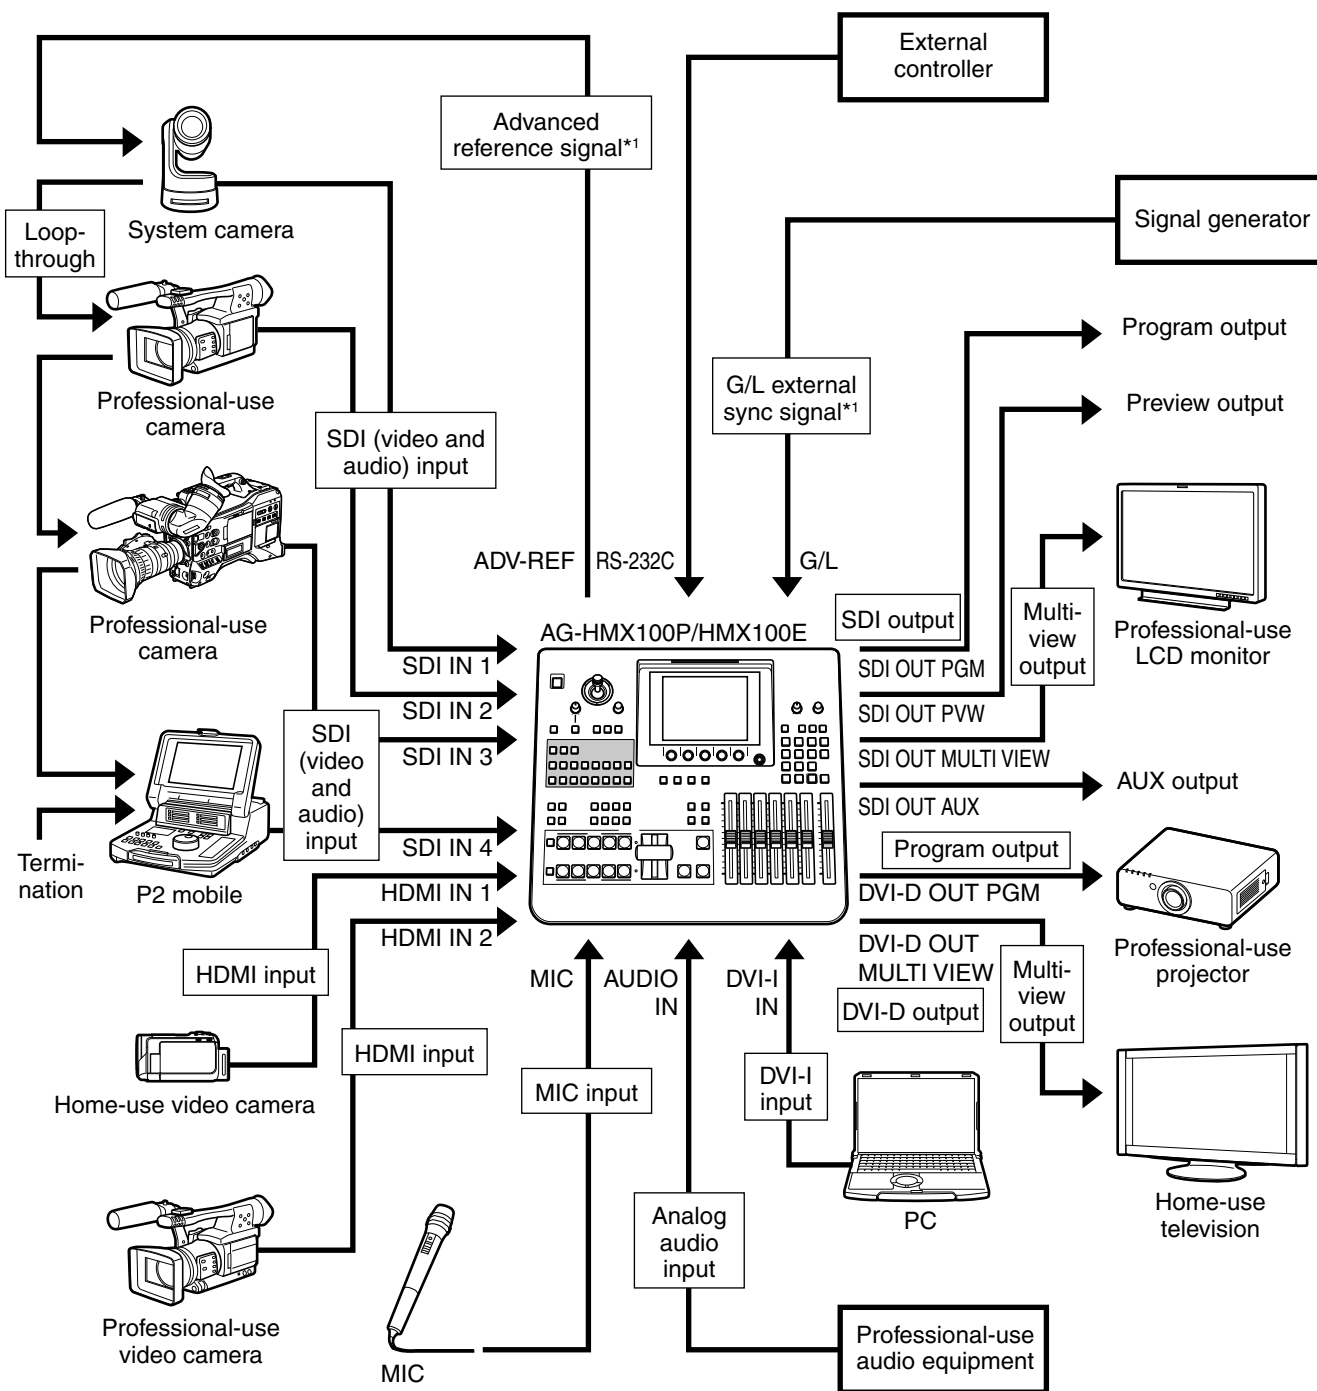 External
controller
Advanced
reference signal*1
Signal generator
System camera
Loop-
through
Program output
G/L external
sync signal*1
Preview output
Professional-use
camera
SDI (video and
audio) input
ADV-REF
RS-232C
G/L
SDI output
Multi-
view
output
Professional-use
LCD monitor
Professional-use
camera
AG-HMX100P/HMX100E
SDI IN 1
SDI OUT PGM
SDI IN 2
SDI OUT PVW
SDI
(video
and
audio)
input
SDI IN 3
SDI OUT MULTI VIEW
AUX output
SDI OUT AUX
SDI IN 4
Program output
Termi-
nation
P2 mobile
HDMI IN 1
DVI-D OUT PGM
HDMI IN 2
DVI-D OUT
MULTI VIEW
Professional-use
projector
HDMI input
MIC
AUDIO
IN
DVI-I
IN
DVI-D output
Multi-
view
output
HDMI input
Home-use video camera
MIC input
DVI-I
input
PC
Home-use
television
Analog
audio
input
Professional-use
video camera
MIC
Professional-use
audio equipment